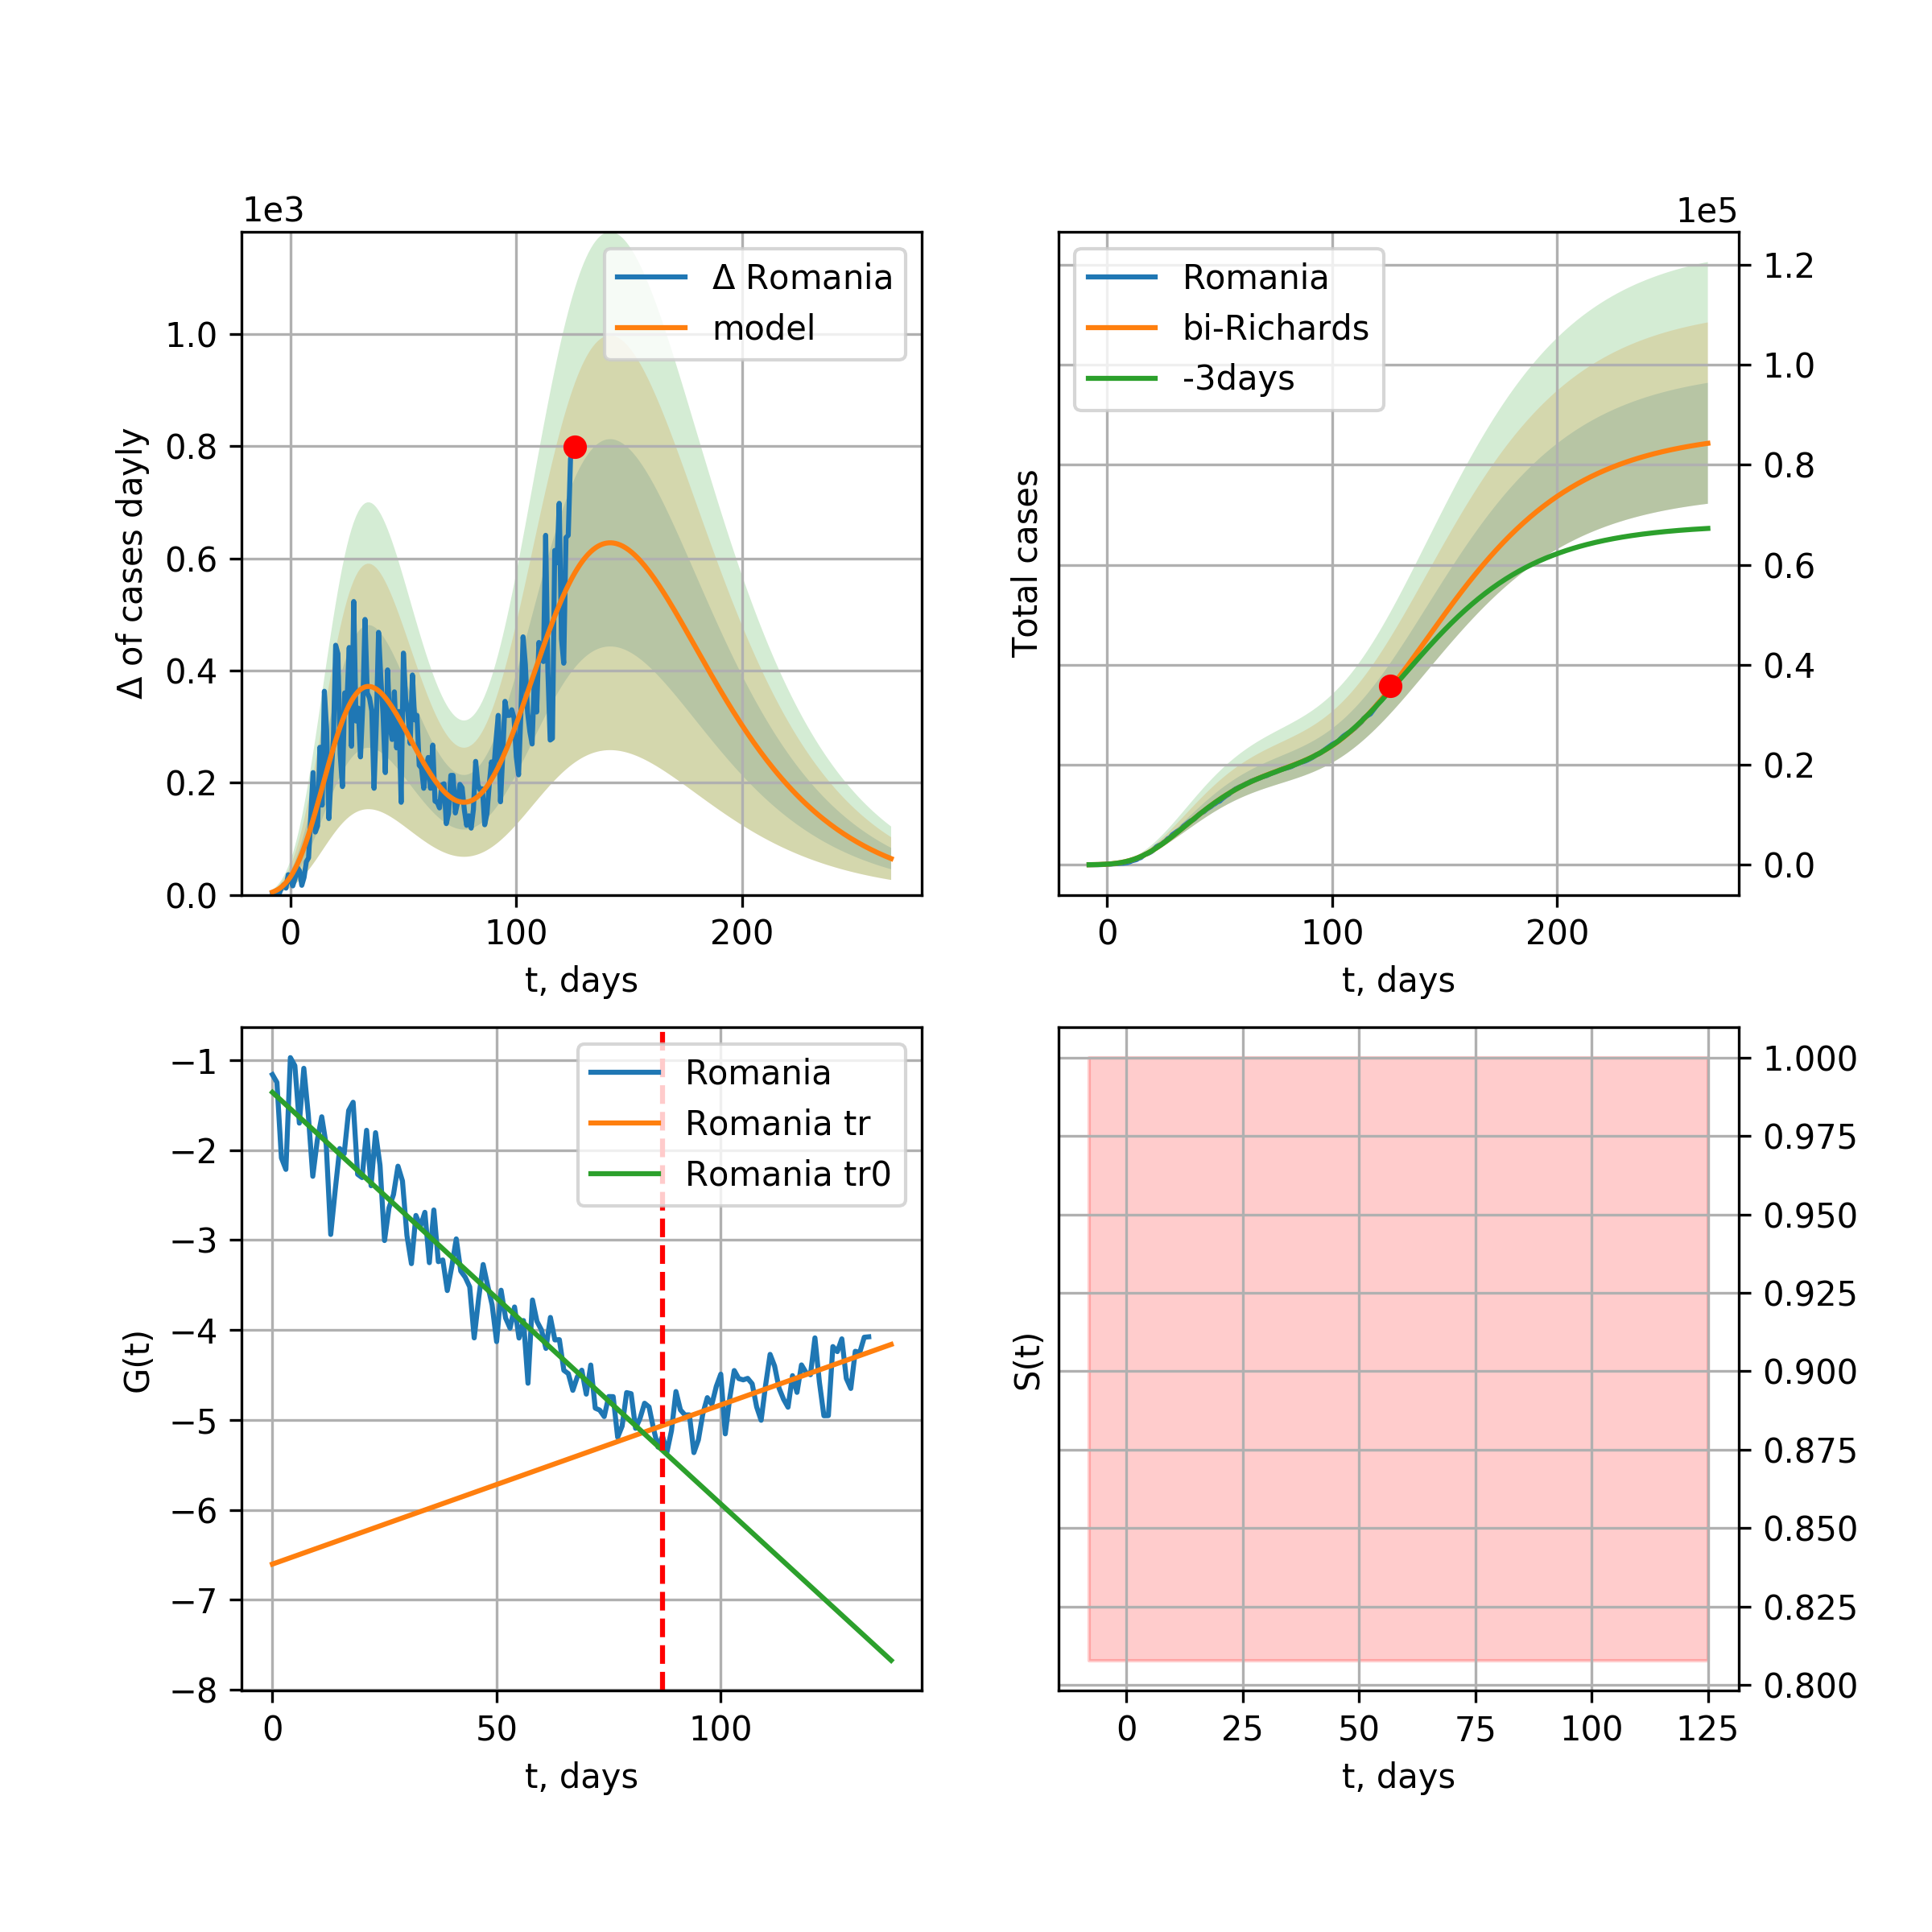 1e3
Δ of cases dayly
1.0
0.8
0.6
0.4
0.2
0.0
0 100 200
t, days
Δ Romania
model
1e5
Total cases
1.2
1.0
0.8
0.6
0.4
0.2
0.0
0 100 200
t, days
Romania
bi-Richards
-3days
G(t)
−1
−2
−3
−4
−5
−6
−7
−8
0 50 100
t, days
Romania
Romania tr
Romania tr0
S(t)
1.000
0.975
0.950
0.925
0.900
0.875
0.850
0.825
0.800
0 25 50 75 100 125
t, days